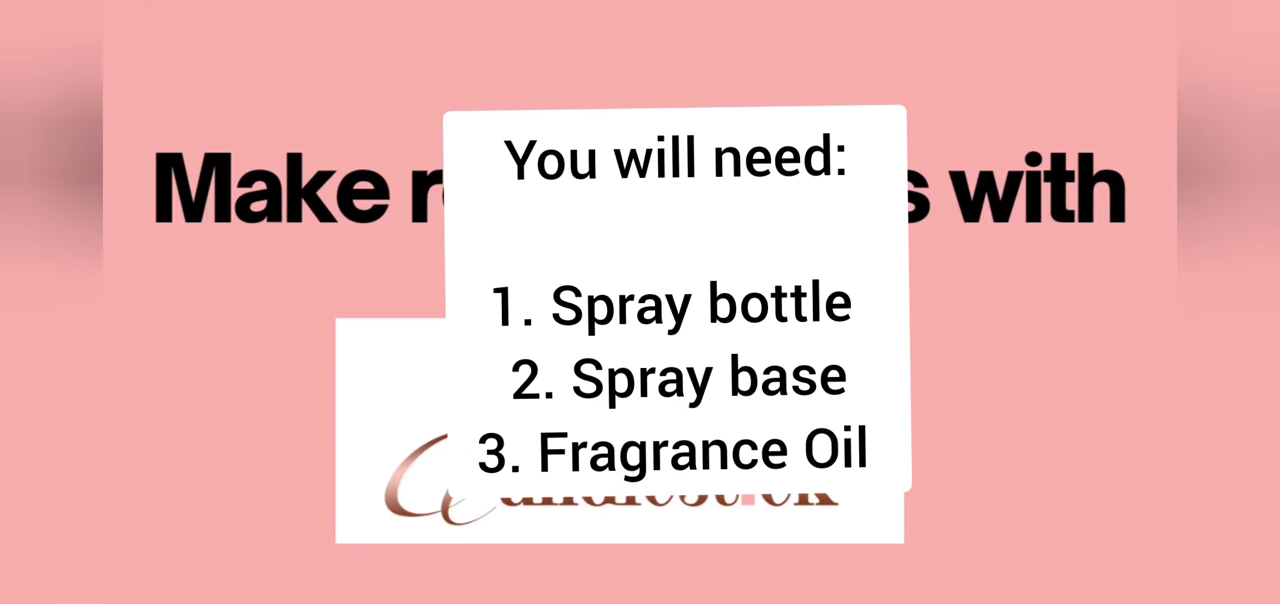 Make
with
You will need:
1. Spray bottle
2. Spray base
3. Fragrance Oil